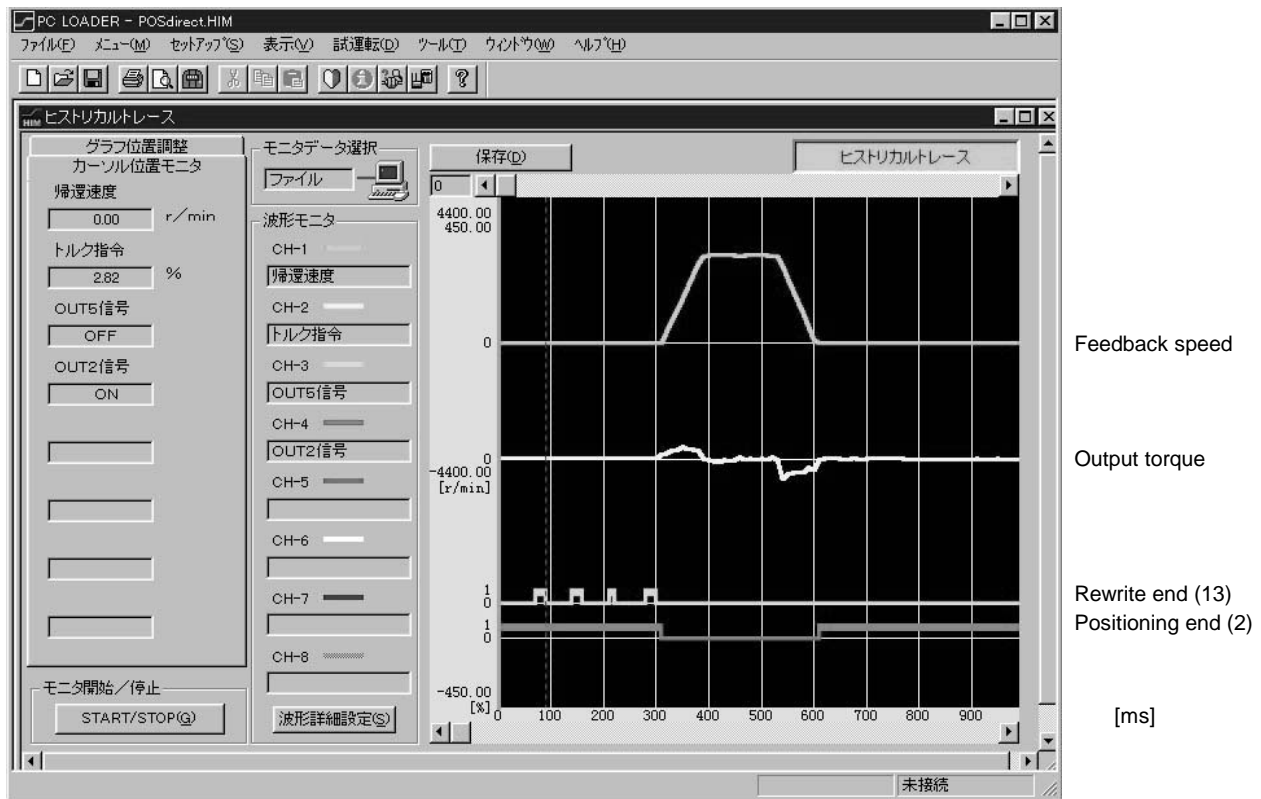 PC LOADER - POSdirect.HIM
ファイル(F) メニュー(M) セットアップ(S) 表示(V) 試運転(D) ツール(T) ウィンドウ(W) ヘルプ(H)
HIM ヒストリカルトレース
グラフ位置調整
カーソル位置モニタ
帰還速度
0.00 r/min
トルク指令
2.82 %
OUT5信号
OFF
OUT2信号
ON
モニタ開始/停止
START/STOP(G)
モニタデータ選択
ファイル
波形モニタ
CH-1
帰還速度
CH-2
トルク指令
CH-3
OUT5信号
CH-4
OUT2信号
CH-5
CH-6
CH-7
CH-8
波形詳細設定(S)
保存(D)
ヒストリカルトレース
0
4400.00
450.00
0
0
-4400.00
[r/min]
1
0
1
0
-450.00
[%]
0 100 200 300 400 500 600 700 800 900
Feedback speed
Output torque
Rewrite end (13)
Positioning end (2)
[ms]
未接続